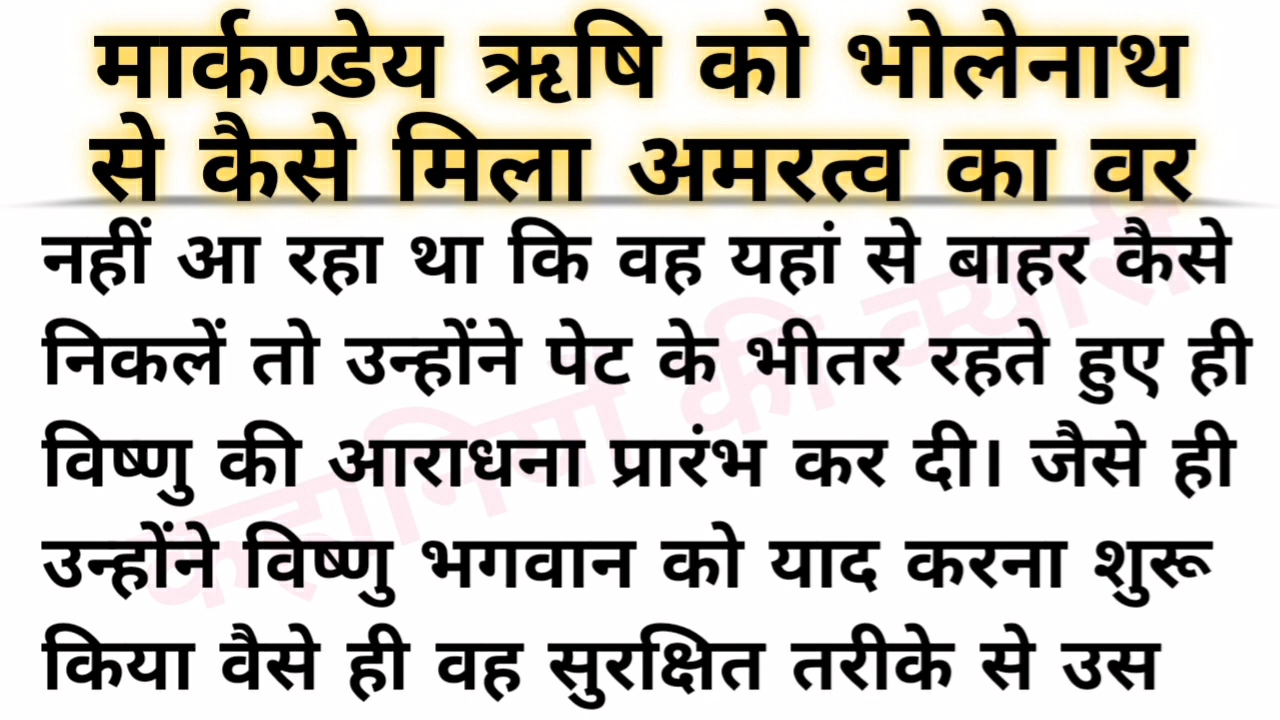 मार्कण्डेय ऋषि को भोलेनाथ
से कैसे मिला अमरत्व का वर
नहीं आ रहा था कि वह यहां से बाहर कैसे
निकलें तो उन्होंने पेट के भीतर रहते हुए ही
विष्णु की आराधना प्रारंभ कर दी। जैसे ही
उन्होंने विष्णु भगवान को याद करना शुरू
किया वैसे ही वह सुरक्षित तरीके से उस
कहानियां की क्यारी